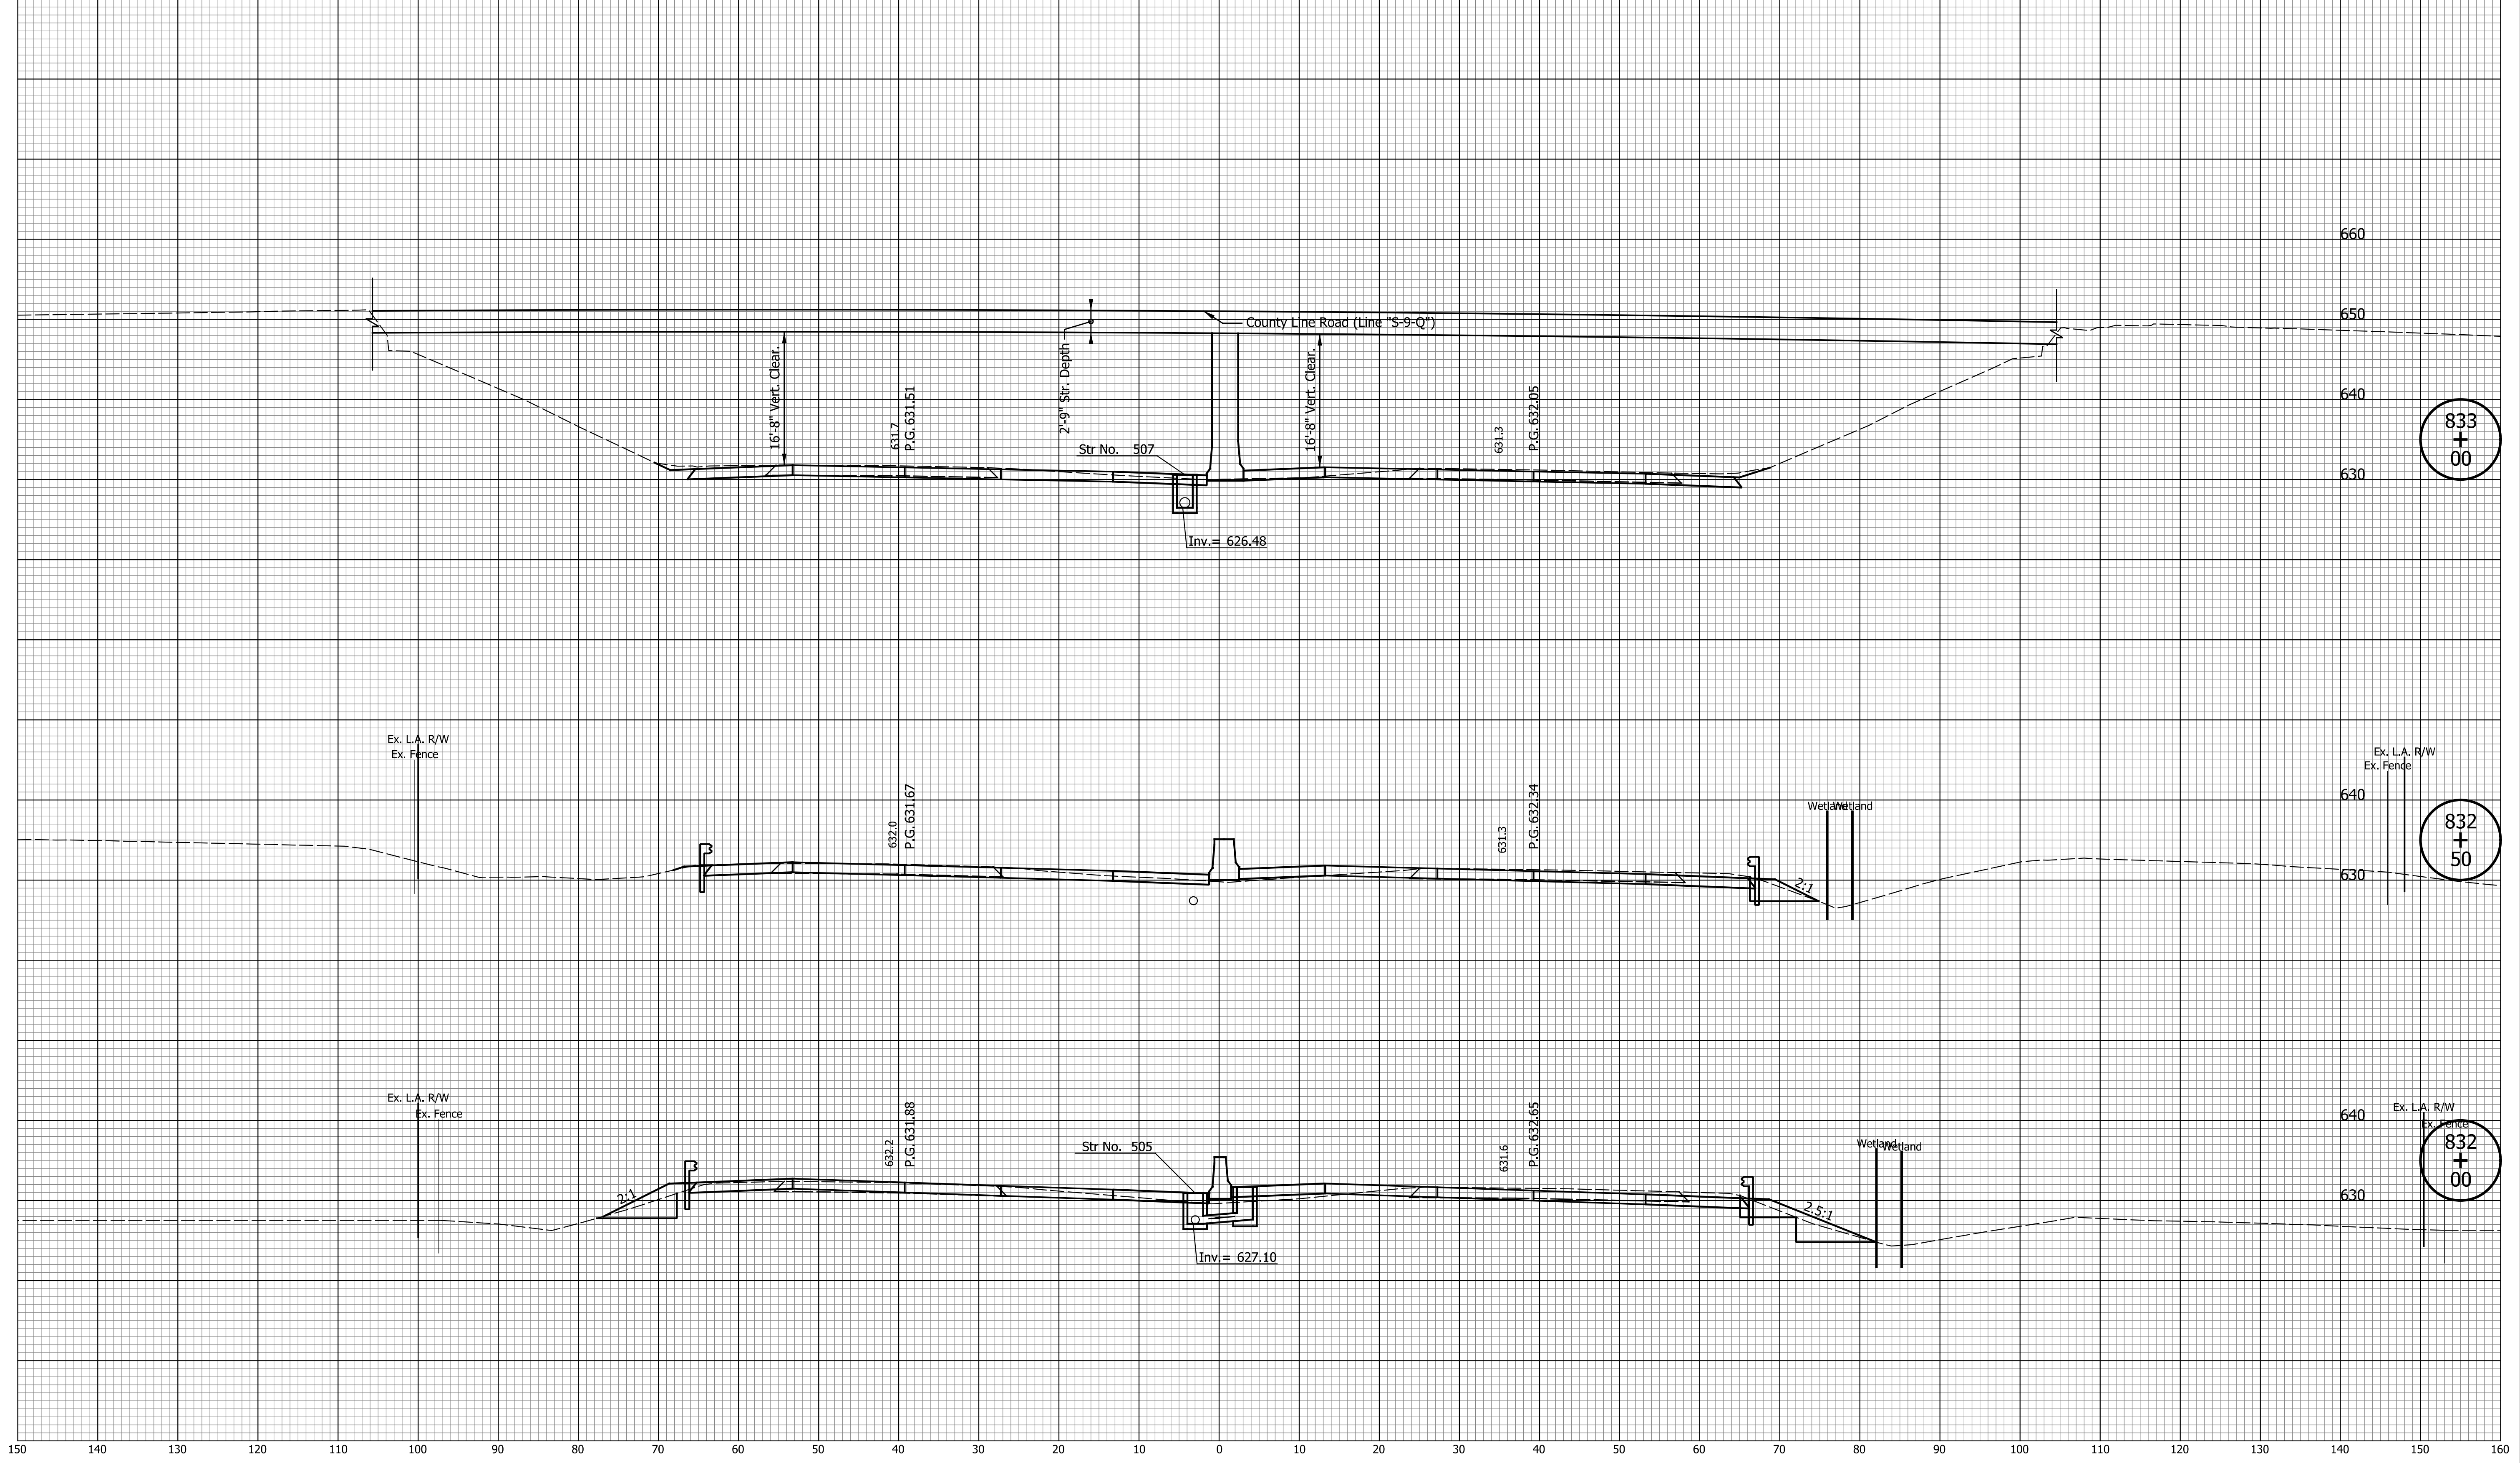 660
650
County Line Road (Line "S-9-Q")
16'-8" Vert. Clear.
2'-9" Str. Depth
16'-8" Vert. Clear.
631.7
P.G. 631.51
631.3
P.G. 632.05
640
833
+
00
Str No. 507
630
Inv.= 626.48
Ex. L.A. R/W
Ex. Fence
Ex. L.A. R/W
Ex. Fence
632.0
P.G. 631.67
631.3
P.G. 632.34
Wetland
Wetland
640
832
+
50
2:1
630
Ex. L.A. R/W
Ex. Fence
Ex. L.A. R/W
Ex. Fence
632.2
P.G. 631.88
631.6
P.G. 632.65
640
832
+
00
Str No. 505
Wetland
Wetland
2:1
2.5:1
630
Inv.= 627.10
150 140 130 120 110 100 90 80 70 60 50 40 30 20 10 0 10 20 30 40 50 60 70 80 90 100 110 120 130 140 150 160